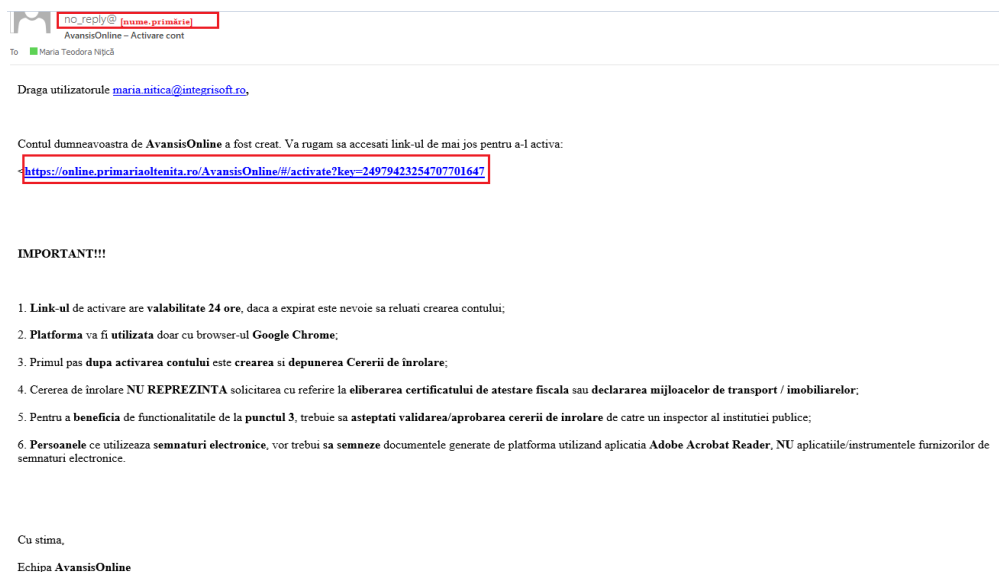 no_reply@ [nume.primărie]
AvansisOnline – Activare cont
To Maria Teodora Nițică
Draga utilizatorule maria.nitica@integrisoft.ro,
Contul dumneavoastra de AvansisOnline a fost creat. Va rugam sa accesati link-ul de mai jos pentru a-l activa:
<https://online.primariaoltenita.ro/AvansisOnline/#/activate?key=24979423254707701647
IMPORTANT!!!
1. Link-ul de activare are valabilitate 24 ore, daca a expirat este nevoie sa reluati crearea contului;
2. Platforma va fi utilizata doar cu browser-ul Google Chrome;
3. Primul pas dupa activarea contului este crearea si depunerea Cererii de înrolare;
4. Cererea de înrolare NU REPREZINTA solicitarea cu referire la eliberarea certificatului de atestare fiscala sau declararea mijloacelor de transport / imobiliarelor;
5. Pentru a beneficia de functionalitatile de la punctul 3, trebuie sa asteptati validarea/aprobarea cererii de inrolare de catre un inspector al institutiei publice;
6. Persoanele ce utilizeaza semnaturi electronice, vor trebui sa semneze documentele generate de platforma utilizand aplicatia Adobe Acrobat Reader, NU aplicatiile/instrumentele furnizorilor de
semnaturi electronice.
Cu stima,
Echipa AvansisOnline